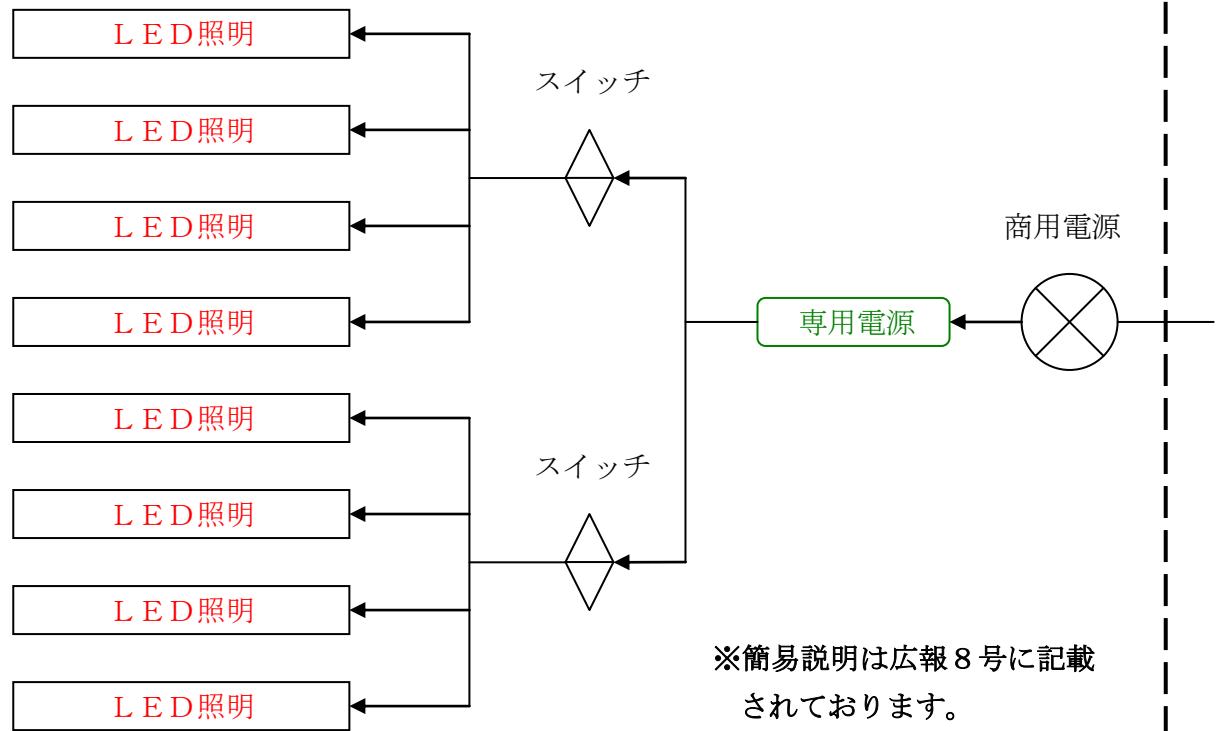 ＬＥＤ照明
スイッチ
ＬＥＤ照明
ＬＥＤ照明
商用電源
ＬＥＤ照明
専用電源
ＬＥＤ照明
スイッチ
ＬＥＤ照明
ＬＥＤ照明
※簡易説明は広報８号に記載
されております。
ＬＥＤ照明